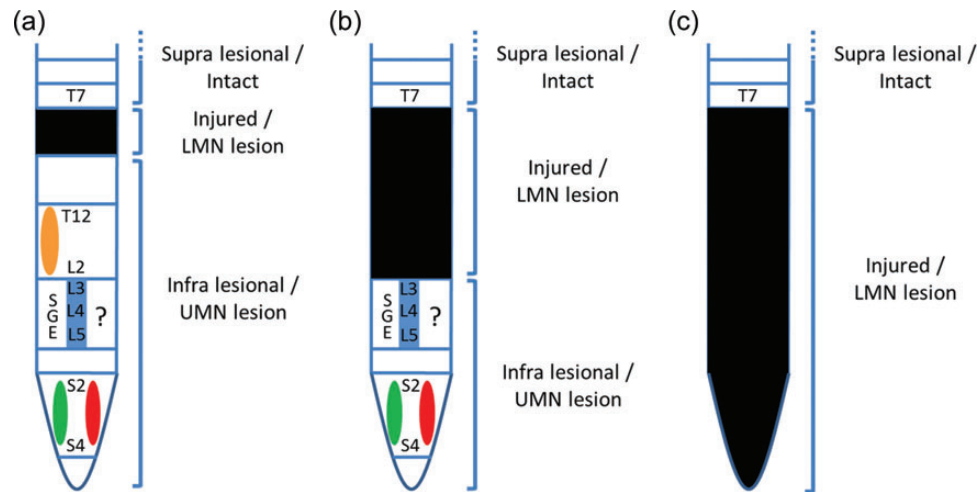 (a)
Supra lesional /
Intact
T7
Injured /
LMN lesion
T12
L2
Infra lesional /
UMN lesion
SGE
L3
L4
L5
?
S2
S4
(b)
Supra lesional /
Intact
T7
Injured /
LMN lesion
SGE
L3
L4
L5
?
Infra lesional /
UMN lesion
S2
S4
(c)
Supra lesional /
Intact
T7
Injured /
LMN lesion